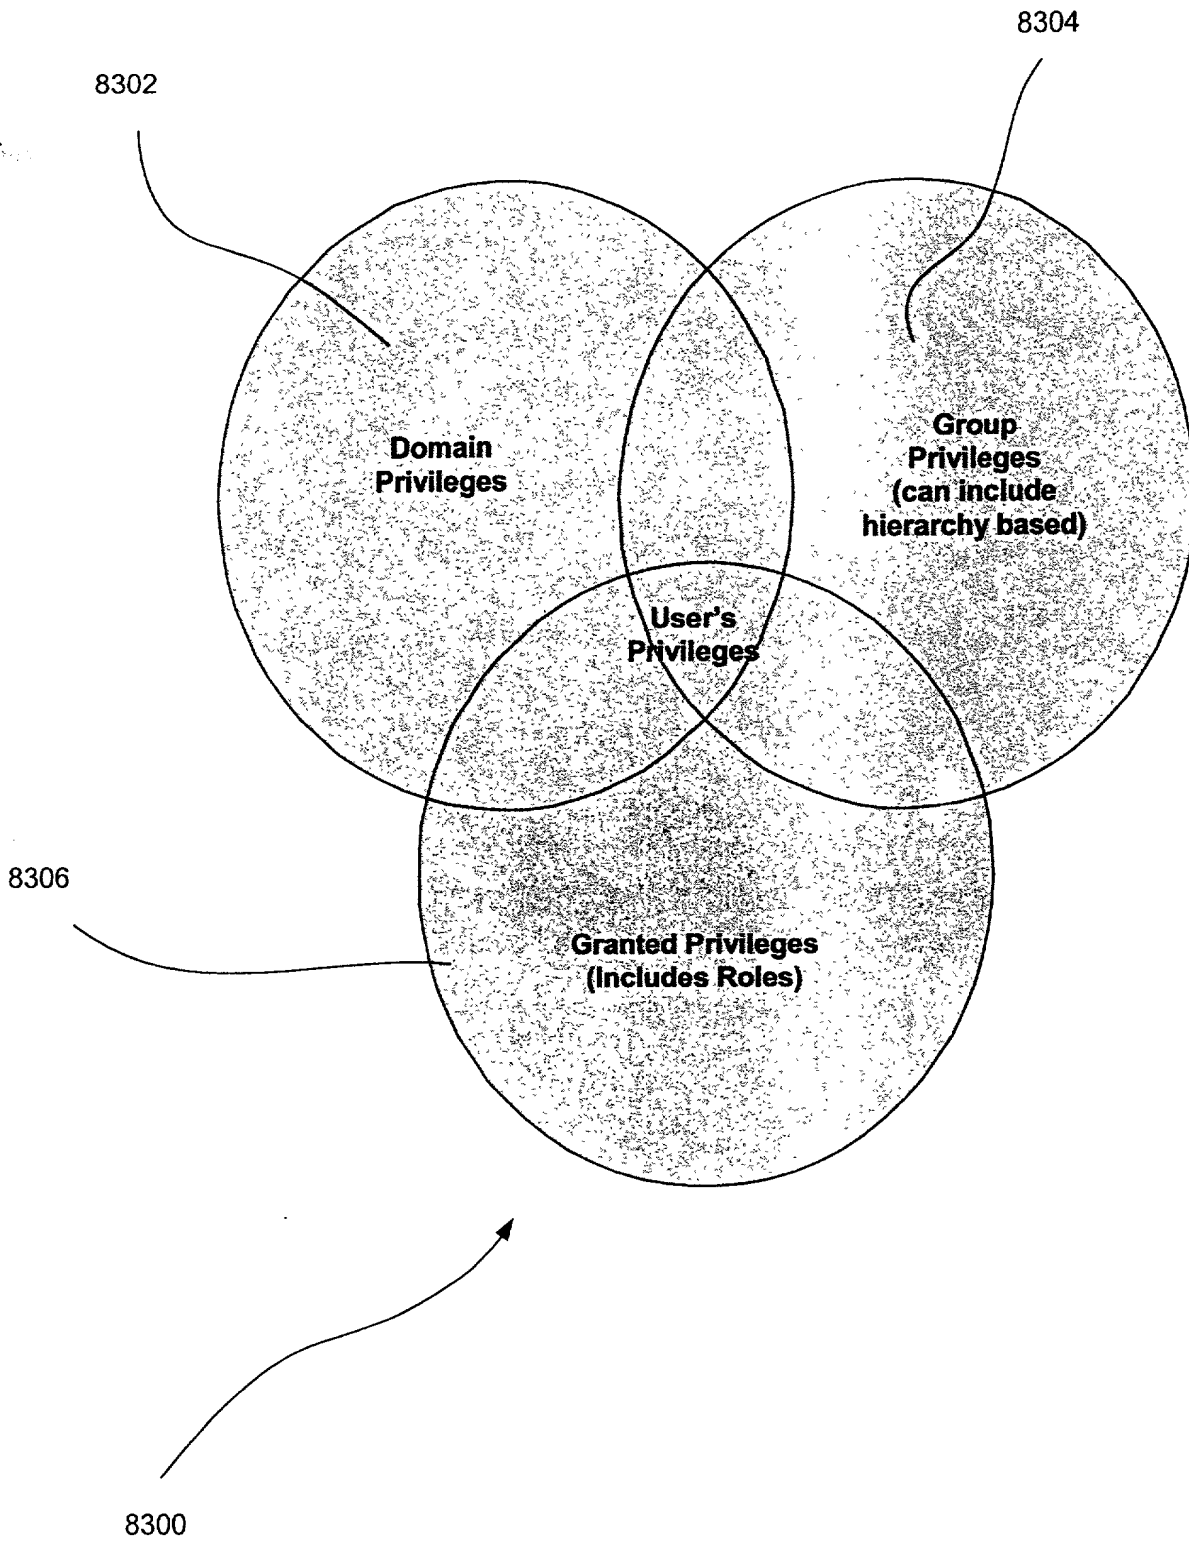 8304
8302
Domain
Privileges
Group
Privileges
(can include
hierarchy based)
User's
Privileges
8306
Granted Privileges
(Includes Roles)
8300